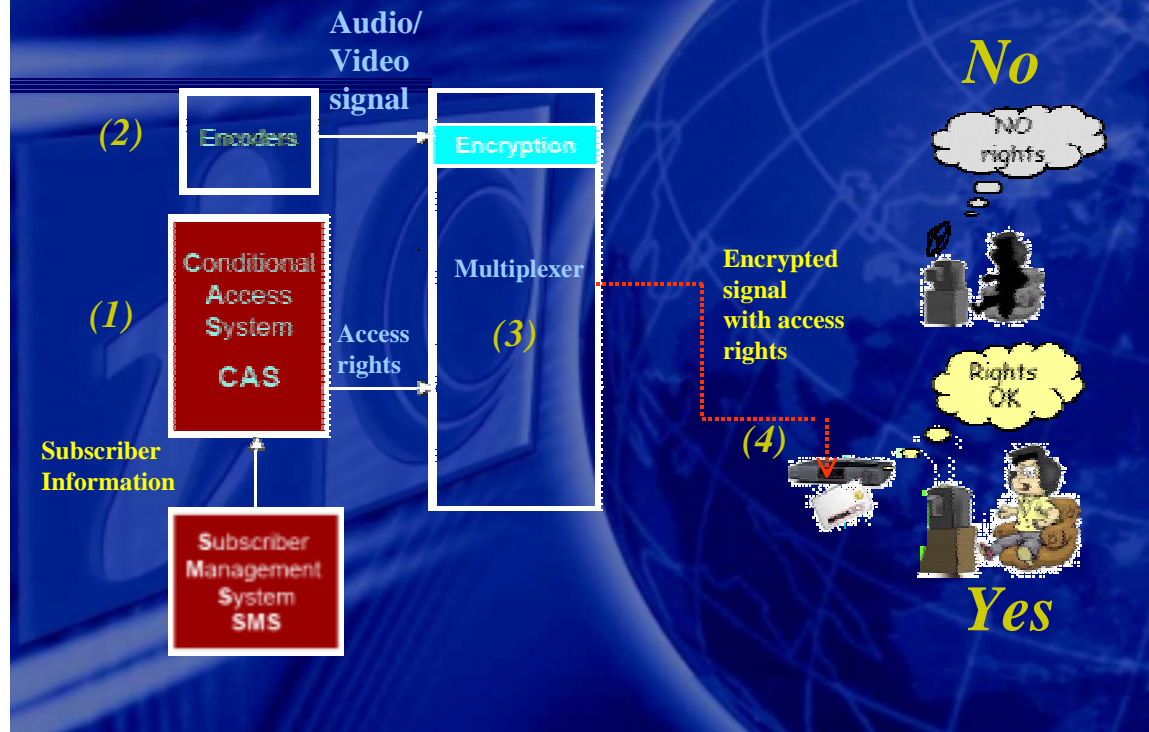 Audio/
Video
signal
No
(2)
Encoders
Encryption
NO
rights
Conditional
Access
System
CAS
(1)
Access
rights
Multiplexer
(3)
Encrypted
signal
with access
rights
Rights
OK
(4)
Subscriber
Information
Subscriber
Management
System
SMS
Yes